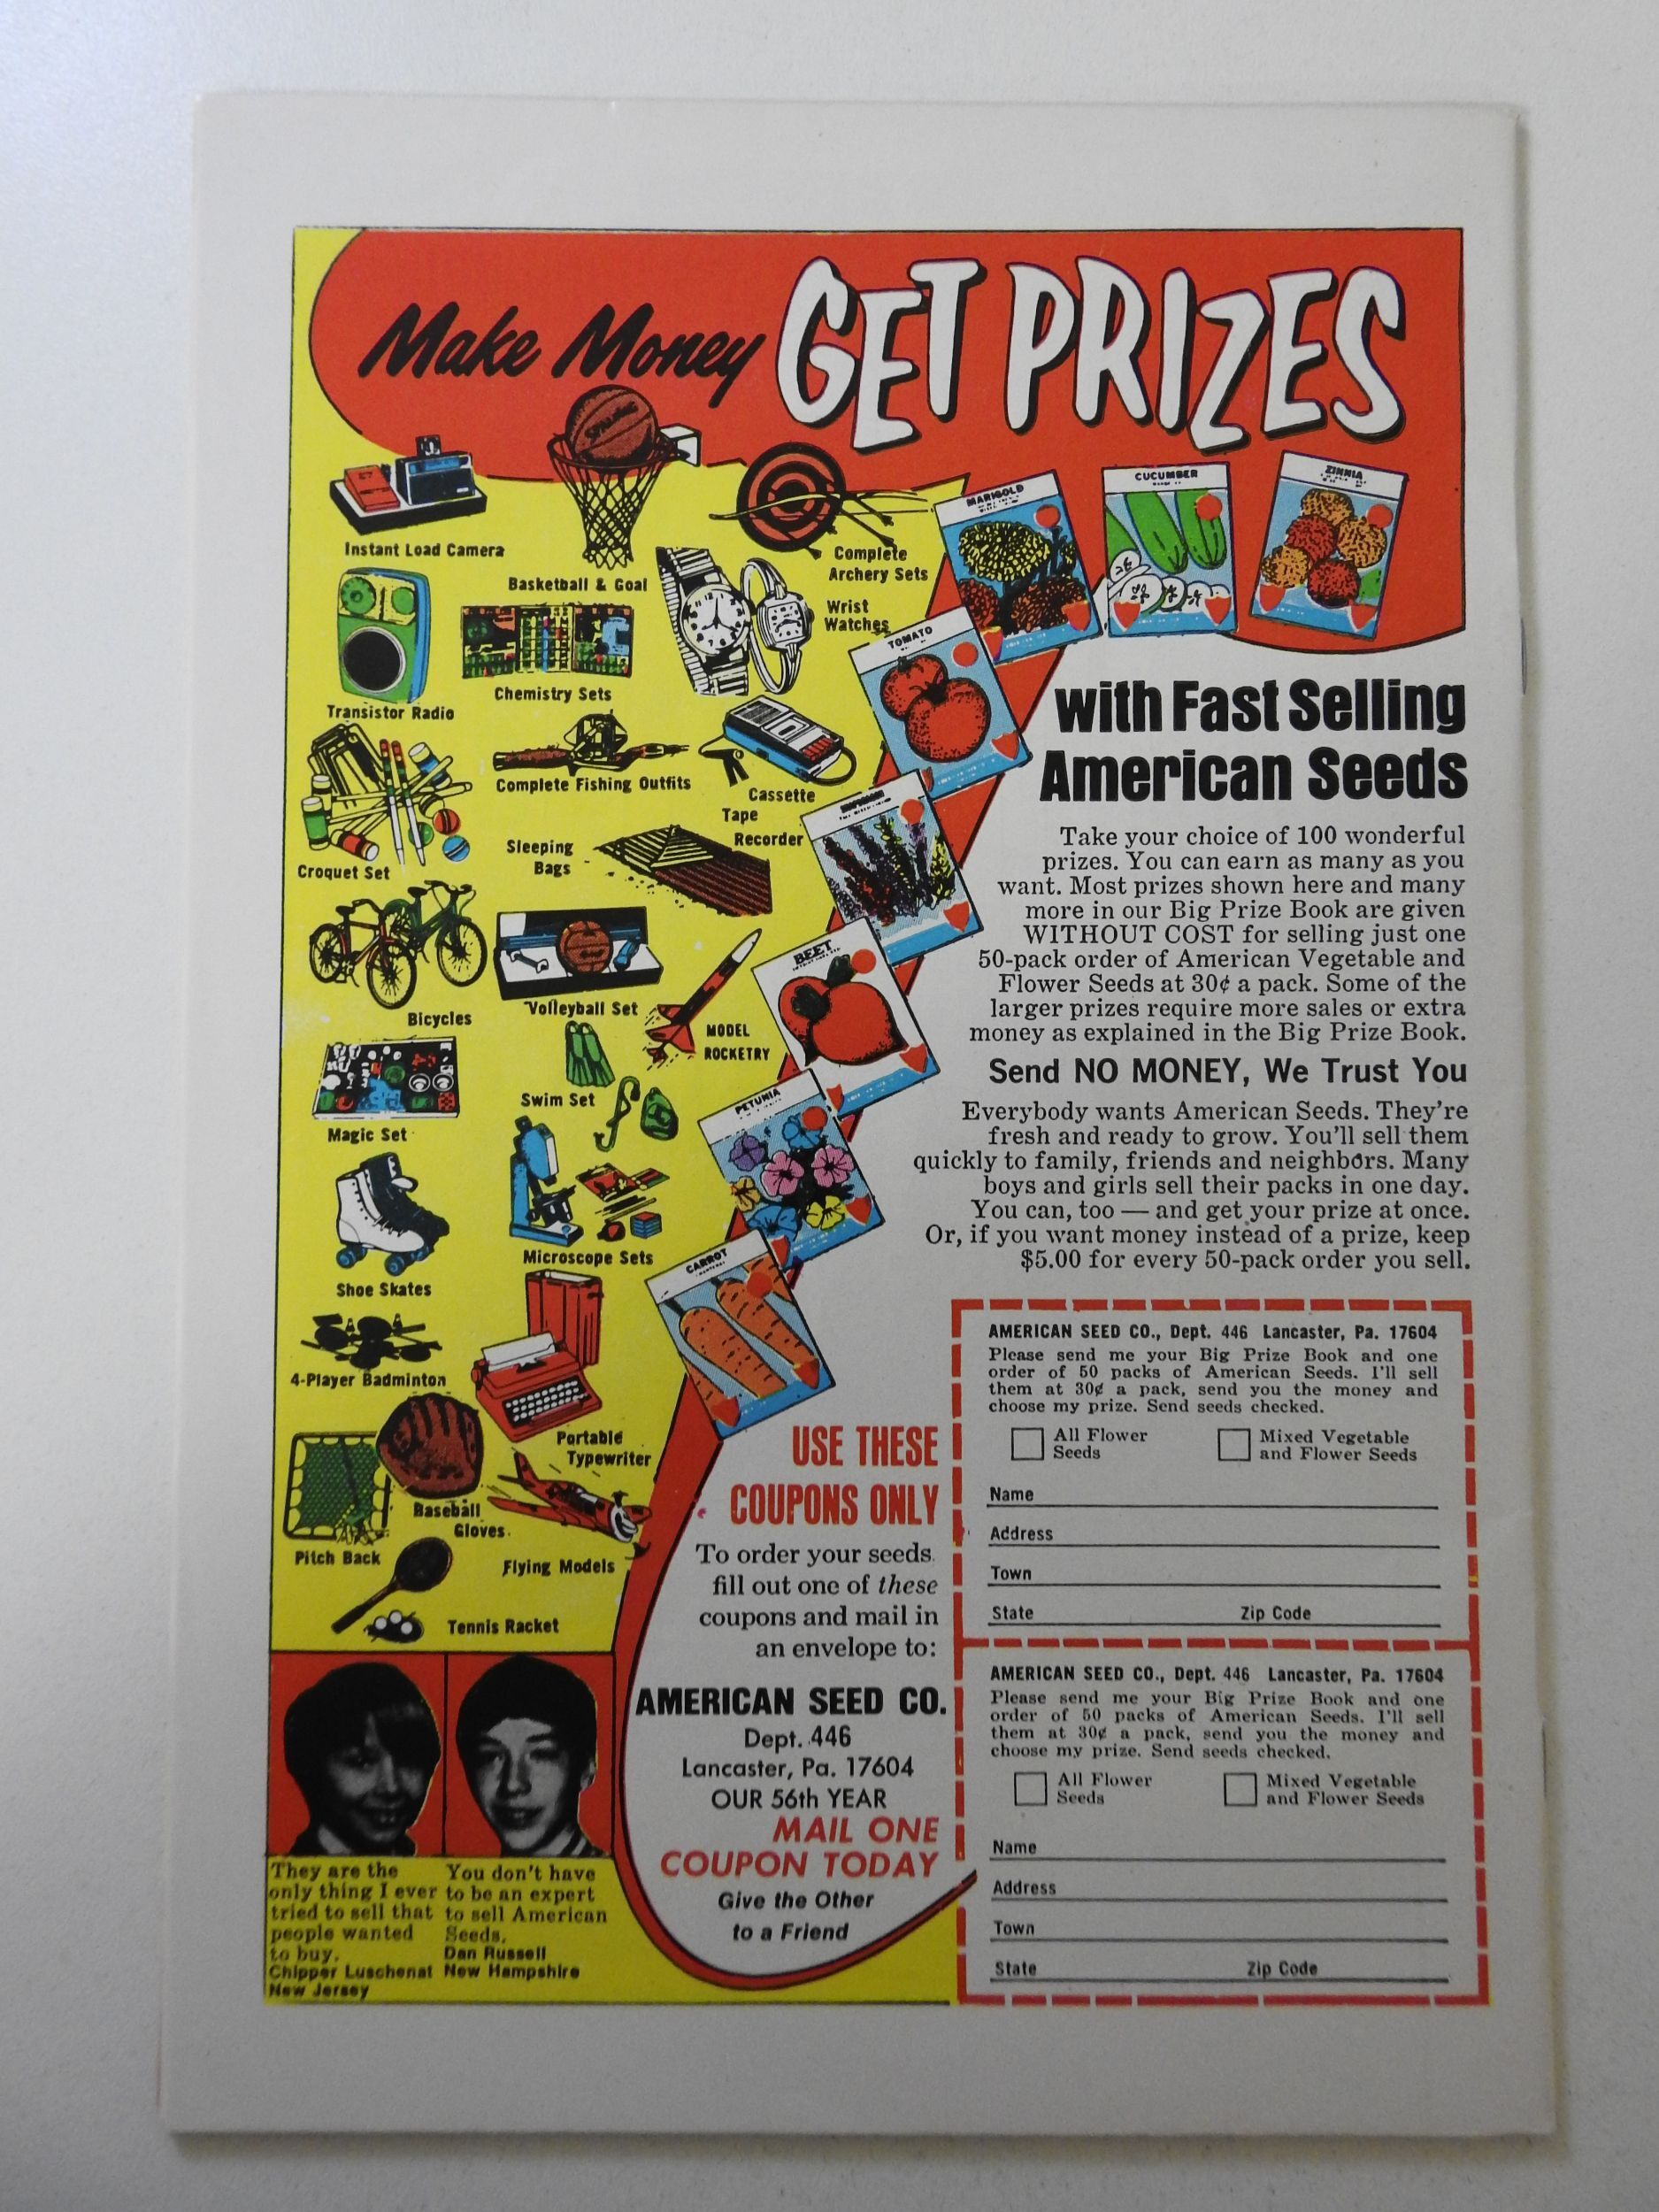 Make Money GET PRIZES
SPALDING
Instant Load Camera
Basketball & Goal
Complete
Archery Sets
Wrist
Watches
Transistor Radio
Chemistry Sets
Complete Fishing Outfits
Cassette
Tape
Recorder
Croquet Set
Sleeping
Bags
Bicycles
Volleyball Set
MODEL
ROCKETRY
Magic Set
Swim Set
Microscope Sets
Shoe Skates
4-Player Badminton
Portable
Typewriter
Baseball
Gloves
Pitch Back
Flying Models
Tennis Racket
MARIGOLD
CUCUMBER
ZINNIA
TOMATO
BEET
PETUNIA
CARROT
with Fast Selling
American Seeds
Take your choice of 100 wonderful
prizes. You can earn as many as you
want. Most prizes shown here and many
more in our Big Prize Book are given
WITHOUT COST for selling just one
50-pack order of American Vegetable and
Flower Seeds at 30¢ a pack. Some of the
larger prizes require more sales or extra
money as explained in the Big Prize Book.
Send NO MONEY, We Trust You
Everybody wants American Seeds. They're
fresh and ready to grow. You'll sell them
quickly to family, friends and neighbors. Many
boys and girls sell their packs in one day.
You can, too — and get your prize at once.
Or, if you want money instead of a prize, keep
$5.00 for every 50-pack order you sell.
USE THESE
COUPONS ONLY
To order your seeds
fill out one of these
coupons and mail in
an envelope to:
AMERICAN SEED CO.
Dept. 446
Lancaster, Pa. 17604
OUR 56th YEAR
MAIL ONE
COUPON TODAY
Give the Other
to a Friend
AMERICAN SEED CO., Dept. 446 Lancaster, Pa. 17604
Please send me your Big Prize Book and one
order of 50 packs of American Seeds. I'll sell
them at 30¢ a pack, send you the money and
choose my prize. Send seeds checked.
All Flower
Seeds
Mixed Vegetable
and Flower Seeds
Name
Address
Town
State Zip Code
AMERICAN SEED CO., Dept. 446 Lancaster, Pa. 17604
Please send me your Big Prize Book and one
order of 50 packs of American Seeds. I'll sell
them at 30¢ a pack, send you the money and
choose my prize. Send seeds checked.
All Flower
Seeds
Mixed Vegetable
and Flower Seeds
Name
Address
Town
State Zip Code
They are the
only thing I ever
tried to sell that
people wanted
to buy.
Chipper Luschenat
New Jersey
You don't have
to be an expert
to sell American
Seeds.
Dan Russell
New Hampshire